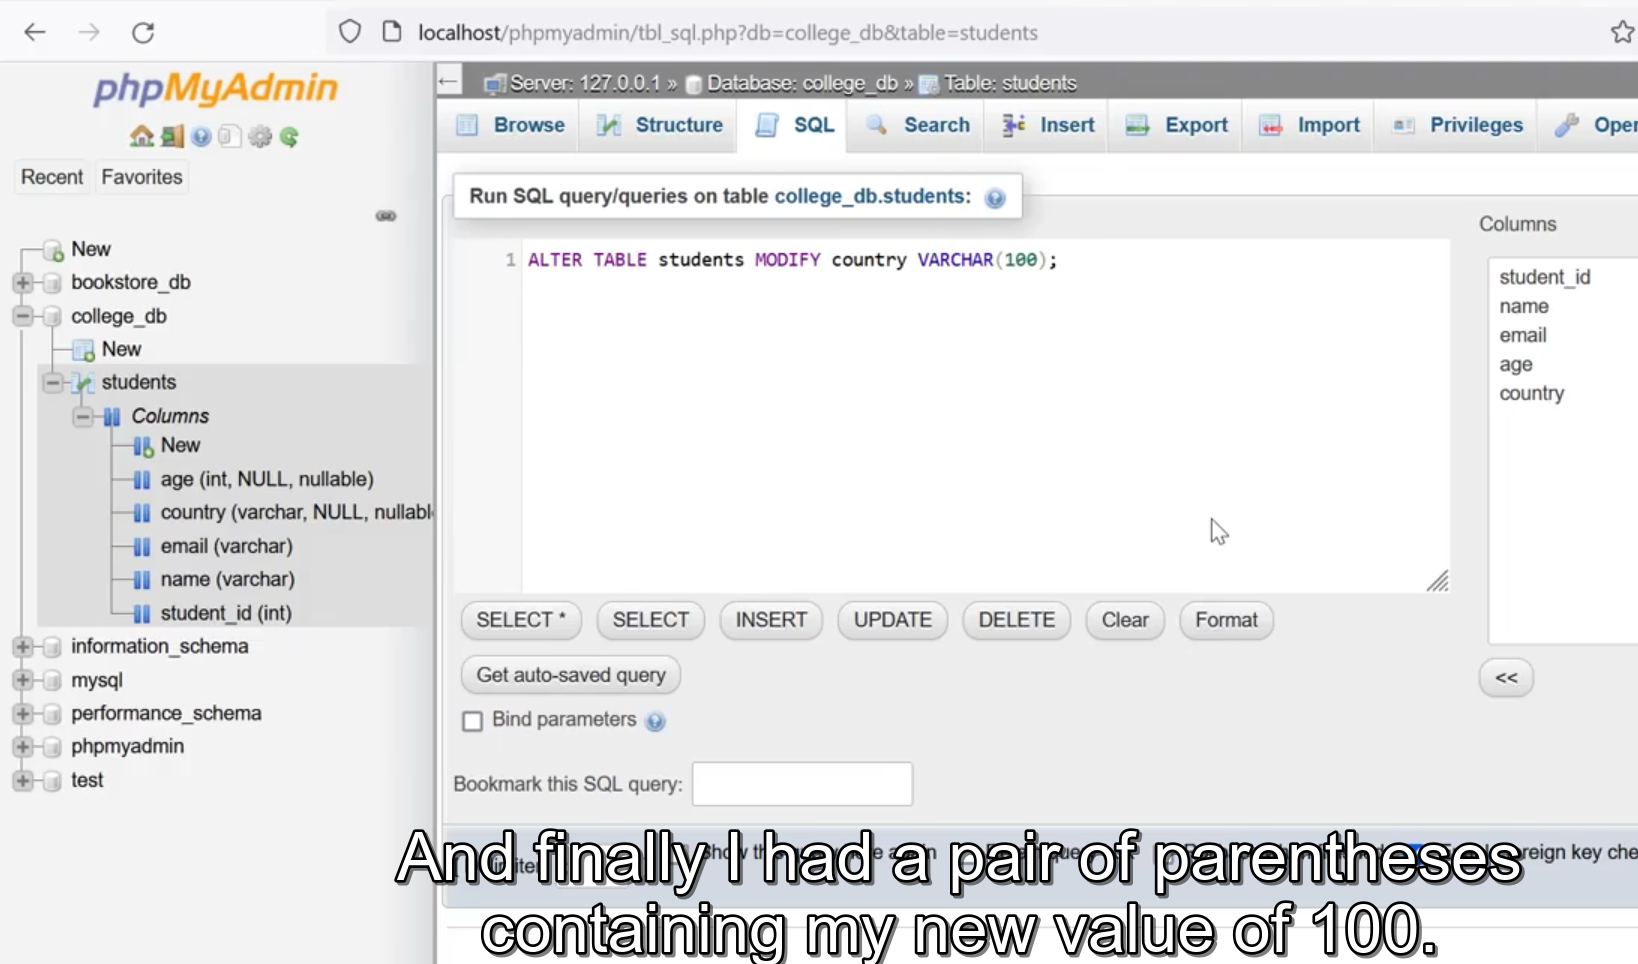 localhost/phpmyadmin/tbl_sql.php?db=college_db&table=students
phpMyAdmin
Recent
Favorites
New
bookstore_db
college_db
New
students
Columns
New
age (int, NULL, nullable)
country (varchar, NULL, nullabl
email (varchar)
name (varchar)
student_id (int)
information_schema
mysql
performance_schema
phpmyadmin
test
Server: 127.0.0.1 » Database: college_db » Table: students
Browse
Structure
SQL
Search
Insert
Export
Import
Privileges
Oper
Run SQL query/queries on table college_db.students:
1 ALTER TABLE students MODIFY country VARCHAR(100);
Columns
student_id
name
email
age
country
SELECT *
SELECT
INSERT
UPDATE
DELETE
Clear
Format
<<
Get auto-saved query
Bind parameters
Bookmark this SQL query:
And finally I had a pair of parentheses
containing my new value of 100.